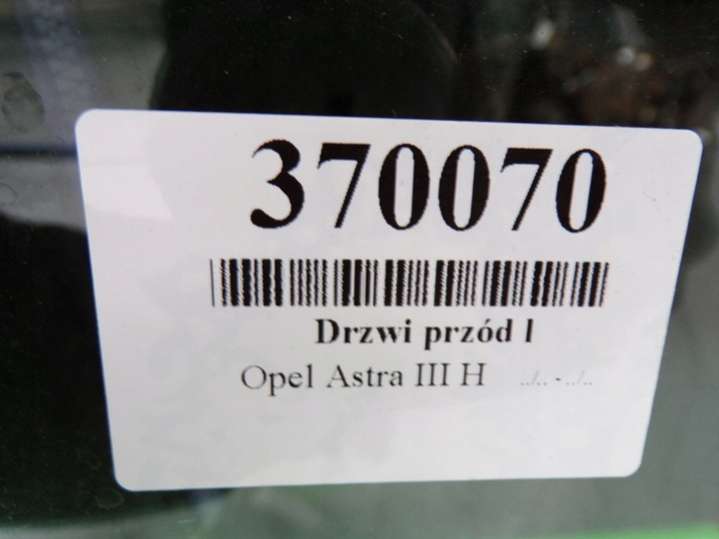 370070
Drzwi przód l
Opel Astra III H ../.. - ../..